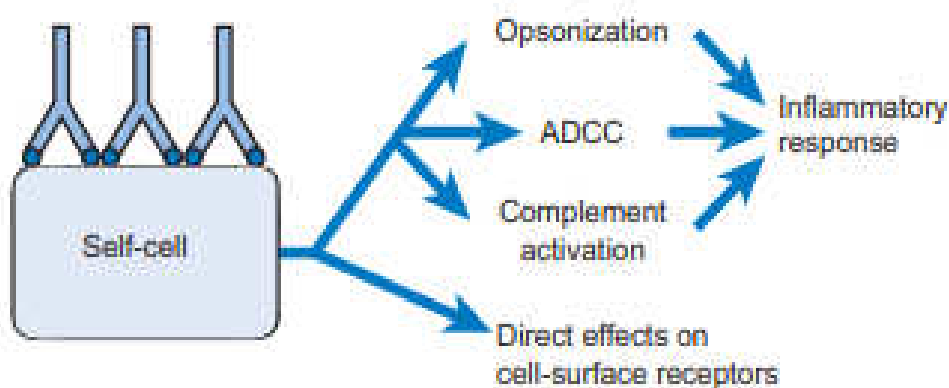 Opsonization
ADCC
Complement
activation
Inflammatory
response
Self-cell
Direct effects on
cell-surface receptors